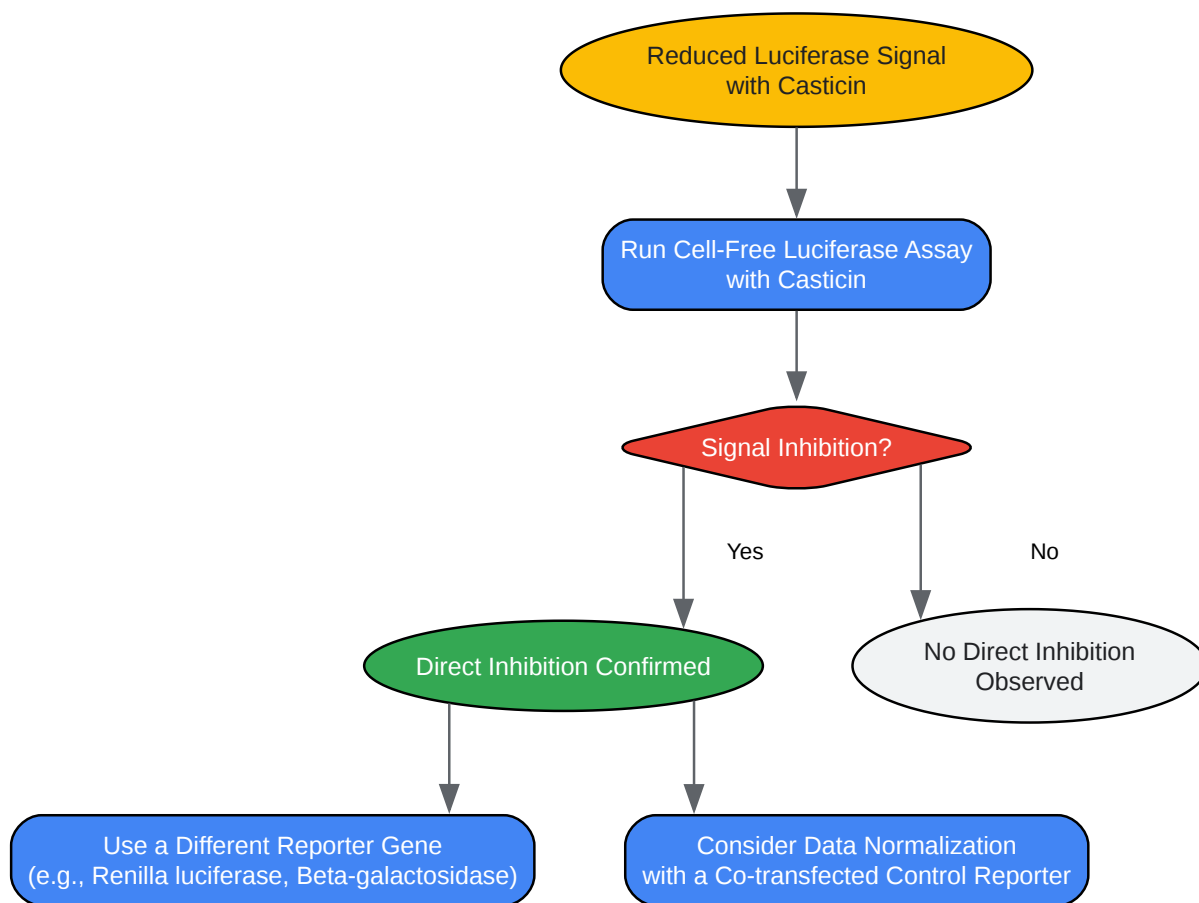 Reduced Luciferase Signal
with Casticin
Run Cell-Free Luciferase Assay
with Casticin
Signal Inhibition?
Yes
No
Direct Inhibition Confirmed
No Direct Inhibition
Observed
Use a Different Reporter Gene
(e.g., Renilla luciferase, Beta-galactosidase)
Consider Data Normalization
with a Co-transfected Control Reporter